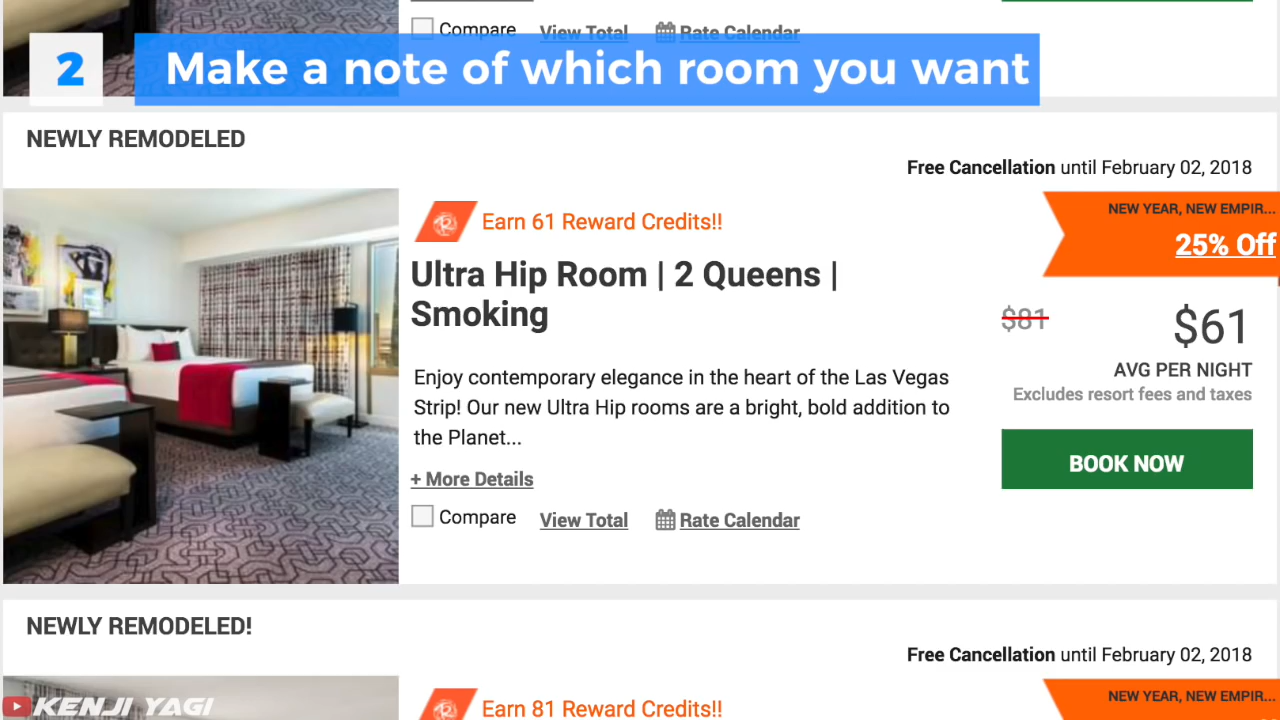 Compare View Total Rate Calendar
2 Make a note of which room you want
NEWLY REMODELED
Free Cancellation until February 02, 2018
NEW YEAR, NEW EMPIR...
Earn 61 Reward Credits!!
25% Off
Ultra Hip Room | 2 Queens |
Smoking
$81 $61
AVG PER NIGHT
Excludes resort fees and taxes
Enjoy contemporary elegance in the heart of the Las Vegas
Strip! Our new Ultra Hip rooms are a bright, bold addition to
the Planet...
BOOK NOW
+ More Details
Compare View Total Rate Calendar
NEWLY REMODELED!
Free Cancellation until February 02, 2018
NEW YEAR, NEW EMPIR...
Earn 81 Reward Credits!!
KENJI YAGI